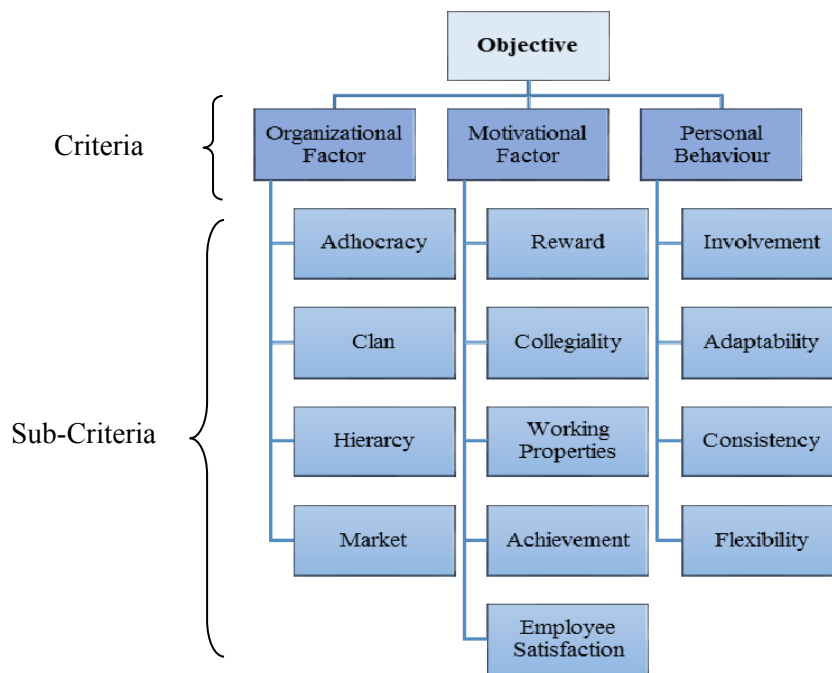 Objective
Criteria
Organizational
Factor
Motivational
Factor
Personal
Behaviour
Sub-Criteria
Adhocracy
Clan
Hierarcy
Market
Reward
Collegiality
Working
Properties
Achievement
Employee
Satisfaction
Involvement
Adaptability
Consistency
Flexibility